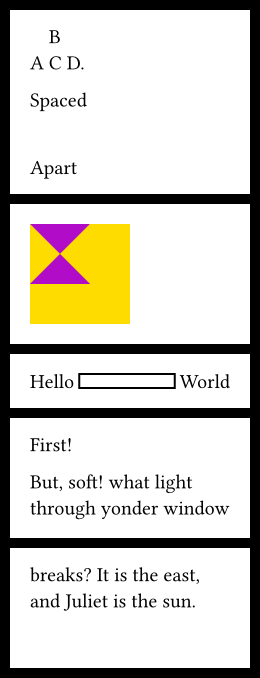 B
A C D.
Spaced
Apart
Hello World
First!
But, soft! what light
through yonder window
breaks? It is the east,
and Juliet is the sun.